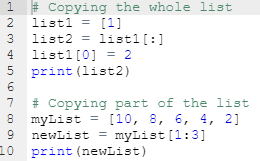 1 # Copying the whole list
2 list1 = [1]
3 list2 = list1[:]
4 list1[0] = 2
5 print(list2)
6
7 # Copying part of the list
8 myList = [10, 8, 6, 4, 2]
9 newList = myList[1:3]
10 print(newList)